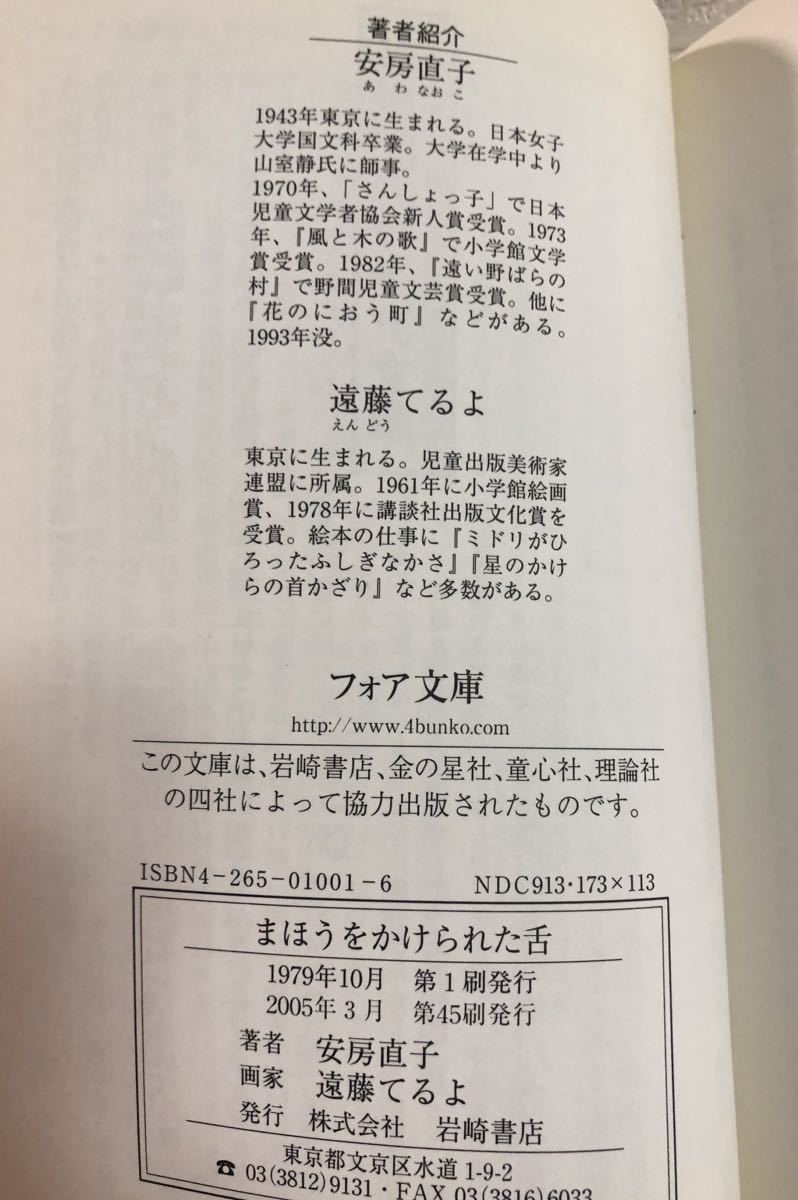 著者紹介
安房直子
あ わ なお こ
1943年東京に生まれる。日本女子
大学国文科卒業。大学在学中より
山室静氏に師事。
1970年、「さんしょっ子」で日本
児童文学者協会新人賞受賞。1973
年、『風と木の歌』で小学館文学
賞受賞。1982年、『遠い野ばらの
村』で野間児童文芸賞受賞。他に
『花のにおう町』などがある。
1993年没。
遠藤てるよ
えん どう
東京に生まれる。児童出版美術家
連盟に所属。1961年に小学館絵画
賞、1978年に講談社出版文化賞を
受賞。絵本の仕事に『ミドリがひ
ろったふしぎなかさ』『星のかけ
らの首かざり』など多数がある。
フォア文庫
http://www.4bunko.com
この文庫は、岩崎書店、金の星社、童心社、理論社
の四社によって協力出版されたものです。
ISBN4-265-01001-6 NDC913・173×113
まほうをかけられた舌
1979年10月 第1刷発行
2005年3月 第45刷発行
著者 安房直子
画家 遠藤てるよ
発行 株式会社 岩崎書店
東京都文京区水道1-9-2
☎ 03(3812)9131・FAX 03(3816)6033